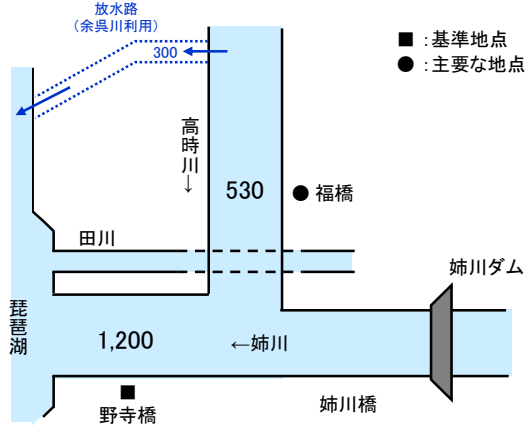 放水路
(余呉川利用)
300
■ :基準地点
● :主要な地点
高時川→
530
福橋
田川
姉川ダム
琵琶湖
1,200
←姉川
野寺橋
姉川橋